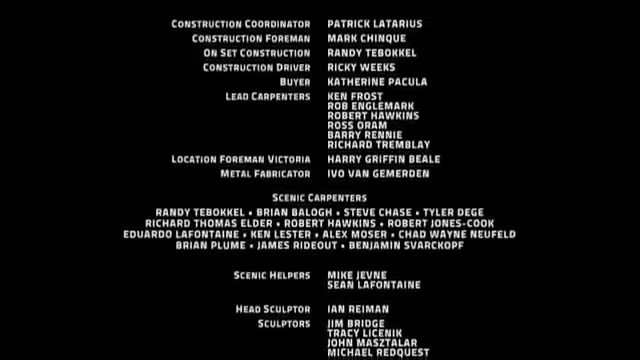 CONSTRUCTION COORDINATOR PATRICK LATARIUS
CONSTRUCTION FOREMAN MARK CHINQUE
ON SET CONSTRUCTION RANDY TEBOKKEL
CONSTRUCTION DRIVER RICKY WEEKS
BUYER KATHERINE PACULA
LEAD CARPENTERS KEN FROST
ROB ENGLEMARK
ROBERT HAWKINS
ROSS ORAM
BARRY RENNIE
RICHARD TREMBLAY
LOCATION FOREMAN VICTORIA HARRY GRIFFIN BEALE
METAL FABRICATOR IVO VAN GEMERDEN
SCENIC CARPENTERS
RANDY TEBOKKEL • BRIAN BALOGH • STEVE CHASE • TYLER DEGE
RICHARD THOMAS ELDER • ROBERT HAWKINS • ROBERT JONES-COOK
EDUARDO LAFONTAINE • KEN LESTER • ALEX MOSER • CHAD WAYNE NEUFELD
BRIAN PLUME • JAMES RIDEOUT • BENJAMIN SVARCKOPF
SCENIC HELPERS MIKE JEVNE
SEAN LAFONTAINE
HEAD SCULPTOR IAN REIMAN
SCULPTORS JIM BRIDGE
TRACY LICENIK
JOHN MASZTALAR
MICHAEL REDQUEST